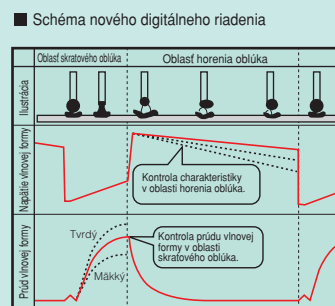 ■ Schéma nového digitálneho riadenia
Oblasť skratového oblúka
Oblasť horenia oblúka
Ilustrácia
Napätie vlnovej formy
Kontrola charakteristiky
v oblasti horenia oblúka.
Prúd vlnovej formy
Tvrdý
Mäkký
Kontrola prúdu vlnovej
formy v oblasti
skratového oblúka.